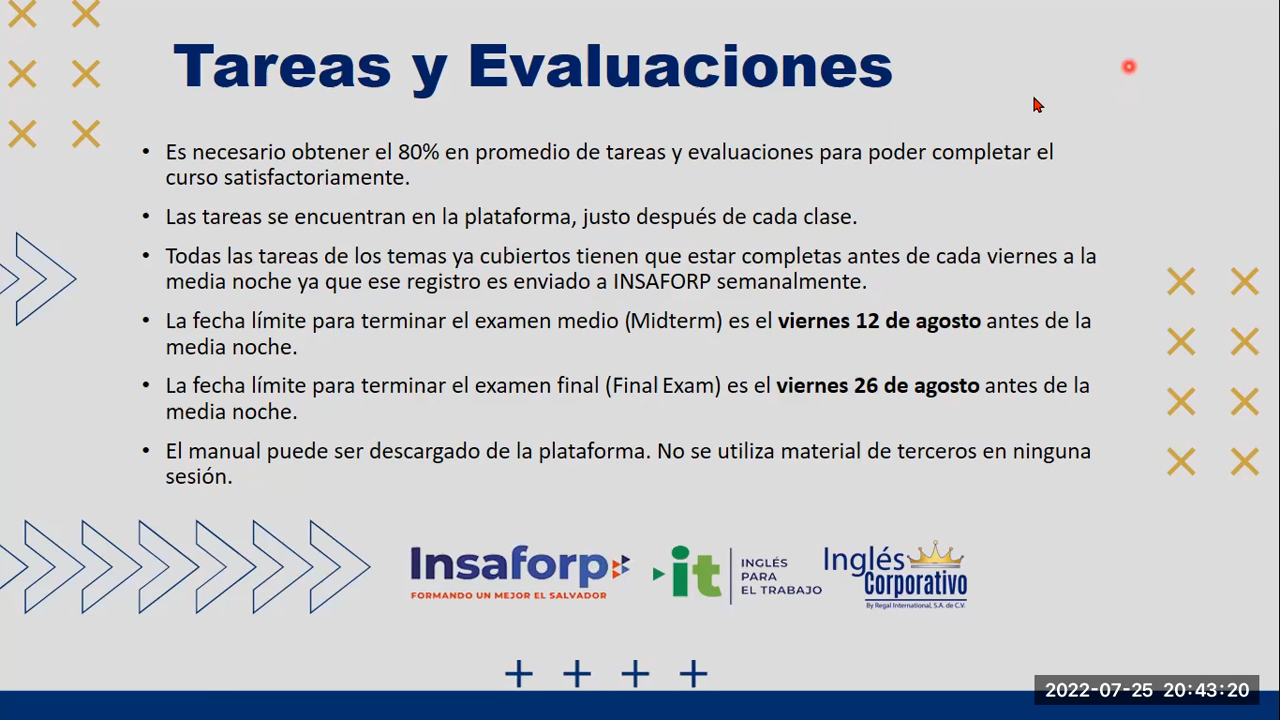 Tareas y Evaluaciones
• Es necesario obtener el 80% en promedio de tareas y evaluaciones para poder completar el
curso satisfactoriamente.
• Las tareas se encuentran en la plataforma, justo después de cada clase.
• Todas las tareas de los temas ya cubiertos tienen que estar completas antes de cada viernes a la
media noche ya que ese registro es enviado a INSAFORP semanalmente.
• La fecha límite para terminar el examen medio (Midterm) es el viernes 12 de agosto antes de la
media noche.
• La fecha límite para terminar el examen final (Final Exam) es el viernes 26 de agosto antes de la
media noche.
• El manual puede ser descargado de la plataforma. No se utiliza material de terceros en ninguna
sesión.
Insaforp
FORMANDO UN MEJOR EL SALVADOR
it
INGLÉS
PARA
EL TRABAJO
Inglés
Corporativo
By Regal International, S.A. de C.V.
2022-07-25 20:43:20